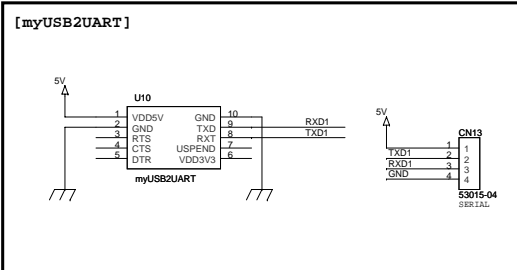 [myUSB2UART]
5V
U10
1 VDD5V GND 10
2 GND TXD 9 RXD1
3 RTS RXT 8 TXD1
4 CTS USPEND 7
5 DTR VDD3V3 6
myUSB2UART
5V
CN13
1 1
TXD1 2 2
RXD1 3 3
GND 4 4
53015-04
SERIAL